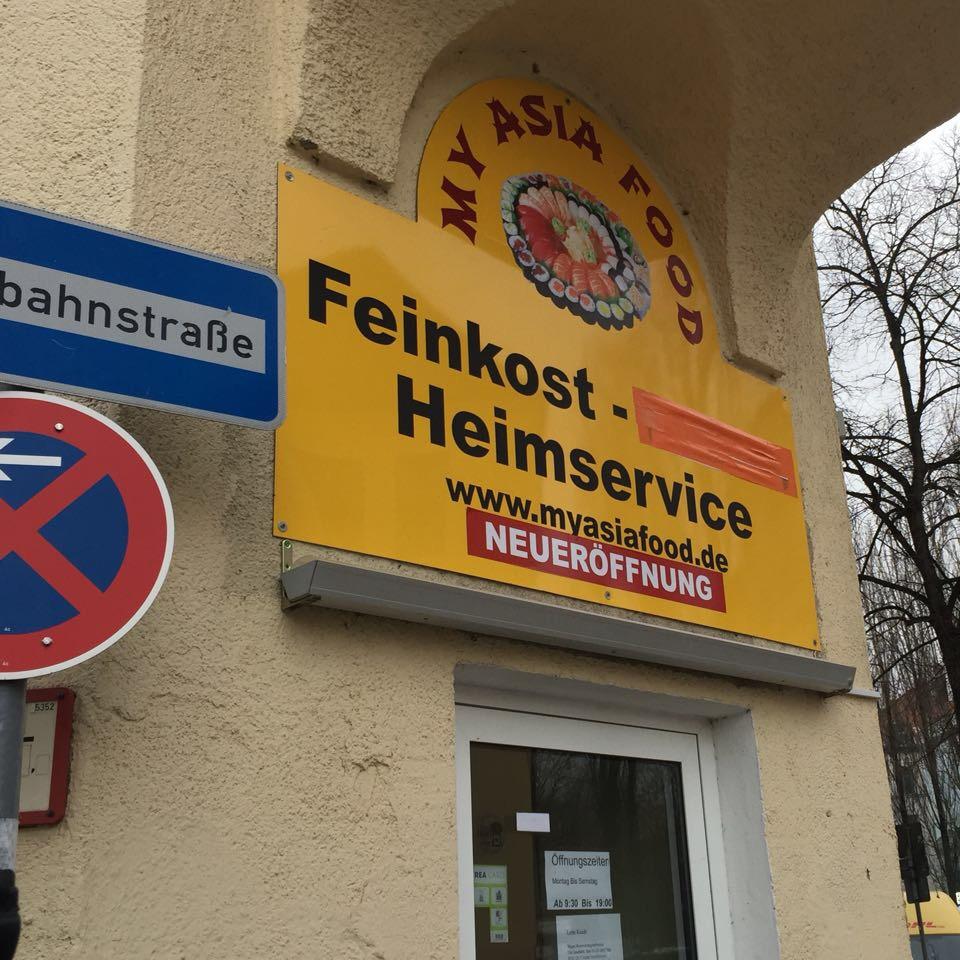 MY ASIA FOOD
bahnstraße
Feinkost -
Heimservice
www.myasiafood.de
NEUERÖFFNUNG
5352
Öffnungszeiten
Montag Bis Samstag
Ab 9:30 Bis 19:00